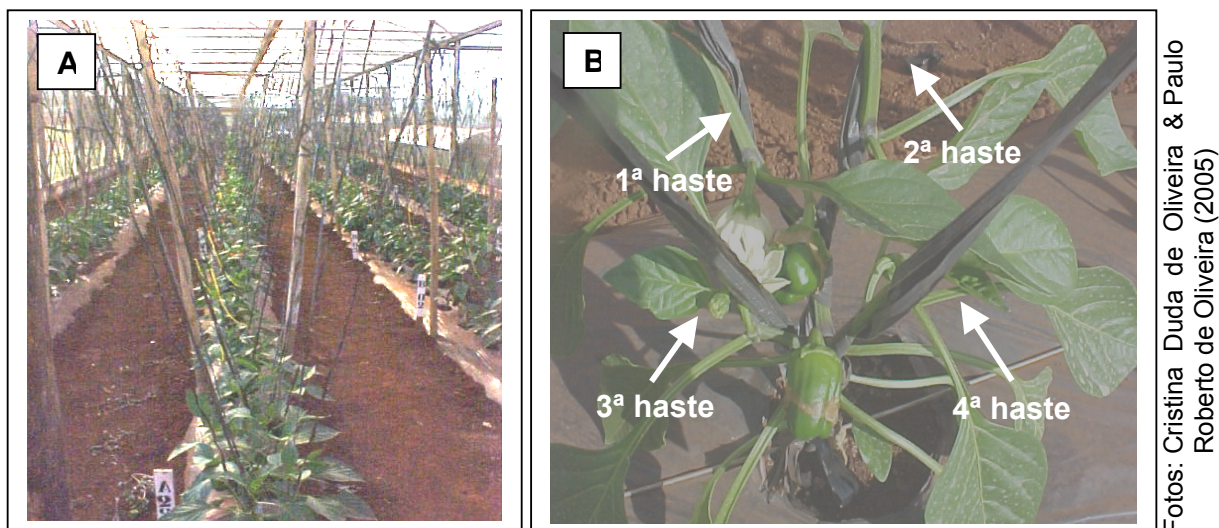 A
B
1ª haste
2ª haste
3ª haste
4ª haste
Fotos: Cristina Duda de Oliveira & Paulo
Roberto de Oliveira (2005)